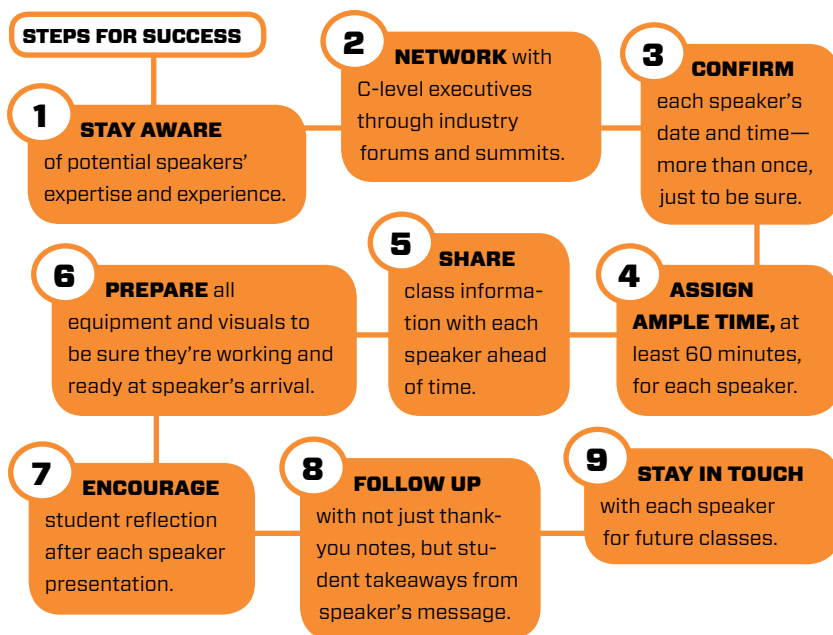 STEPS FOR SUCCESS
1
STAY AWARE
of potential speakers’
expertise and experience.
2
NETWORK with
C-level executives
through industry
forums and summits.
3
CONFIRM
each speaker’s
date and time—
more than once,
just to be sure.
4
ASSIGN
AMPLE TIME, at
least 60 minutes,
for each speaker.
5
SHARE
class informa-
tion with each
speaker ahead
of time.
6
PREPARE all
equipment and visuals to
be sure they’re working and
ready at speaker’s arrival.
7
ENCOURAGE
student reflection
after each speaker
presentation.
8
FOLLOW UP
with not just thank-
you notes, but stu-
dent takeaways from
speaker’s message.
9
STAY IN TOUCH
with each speaker
for future classes.